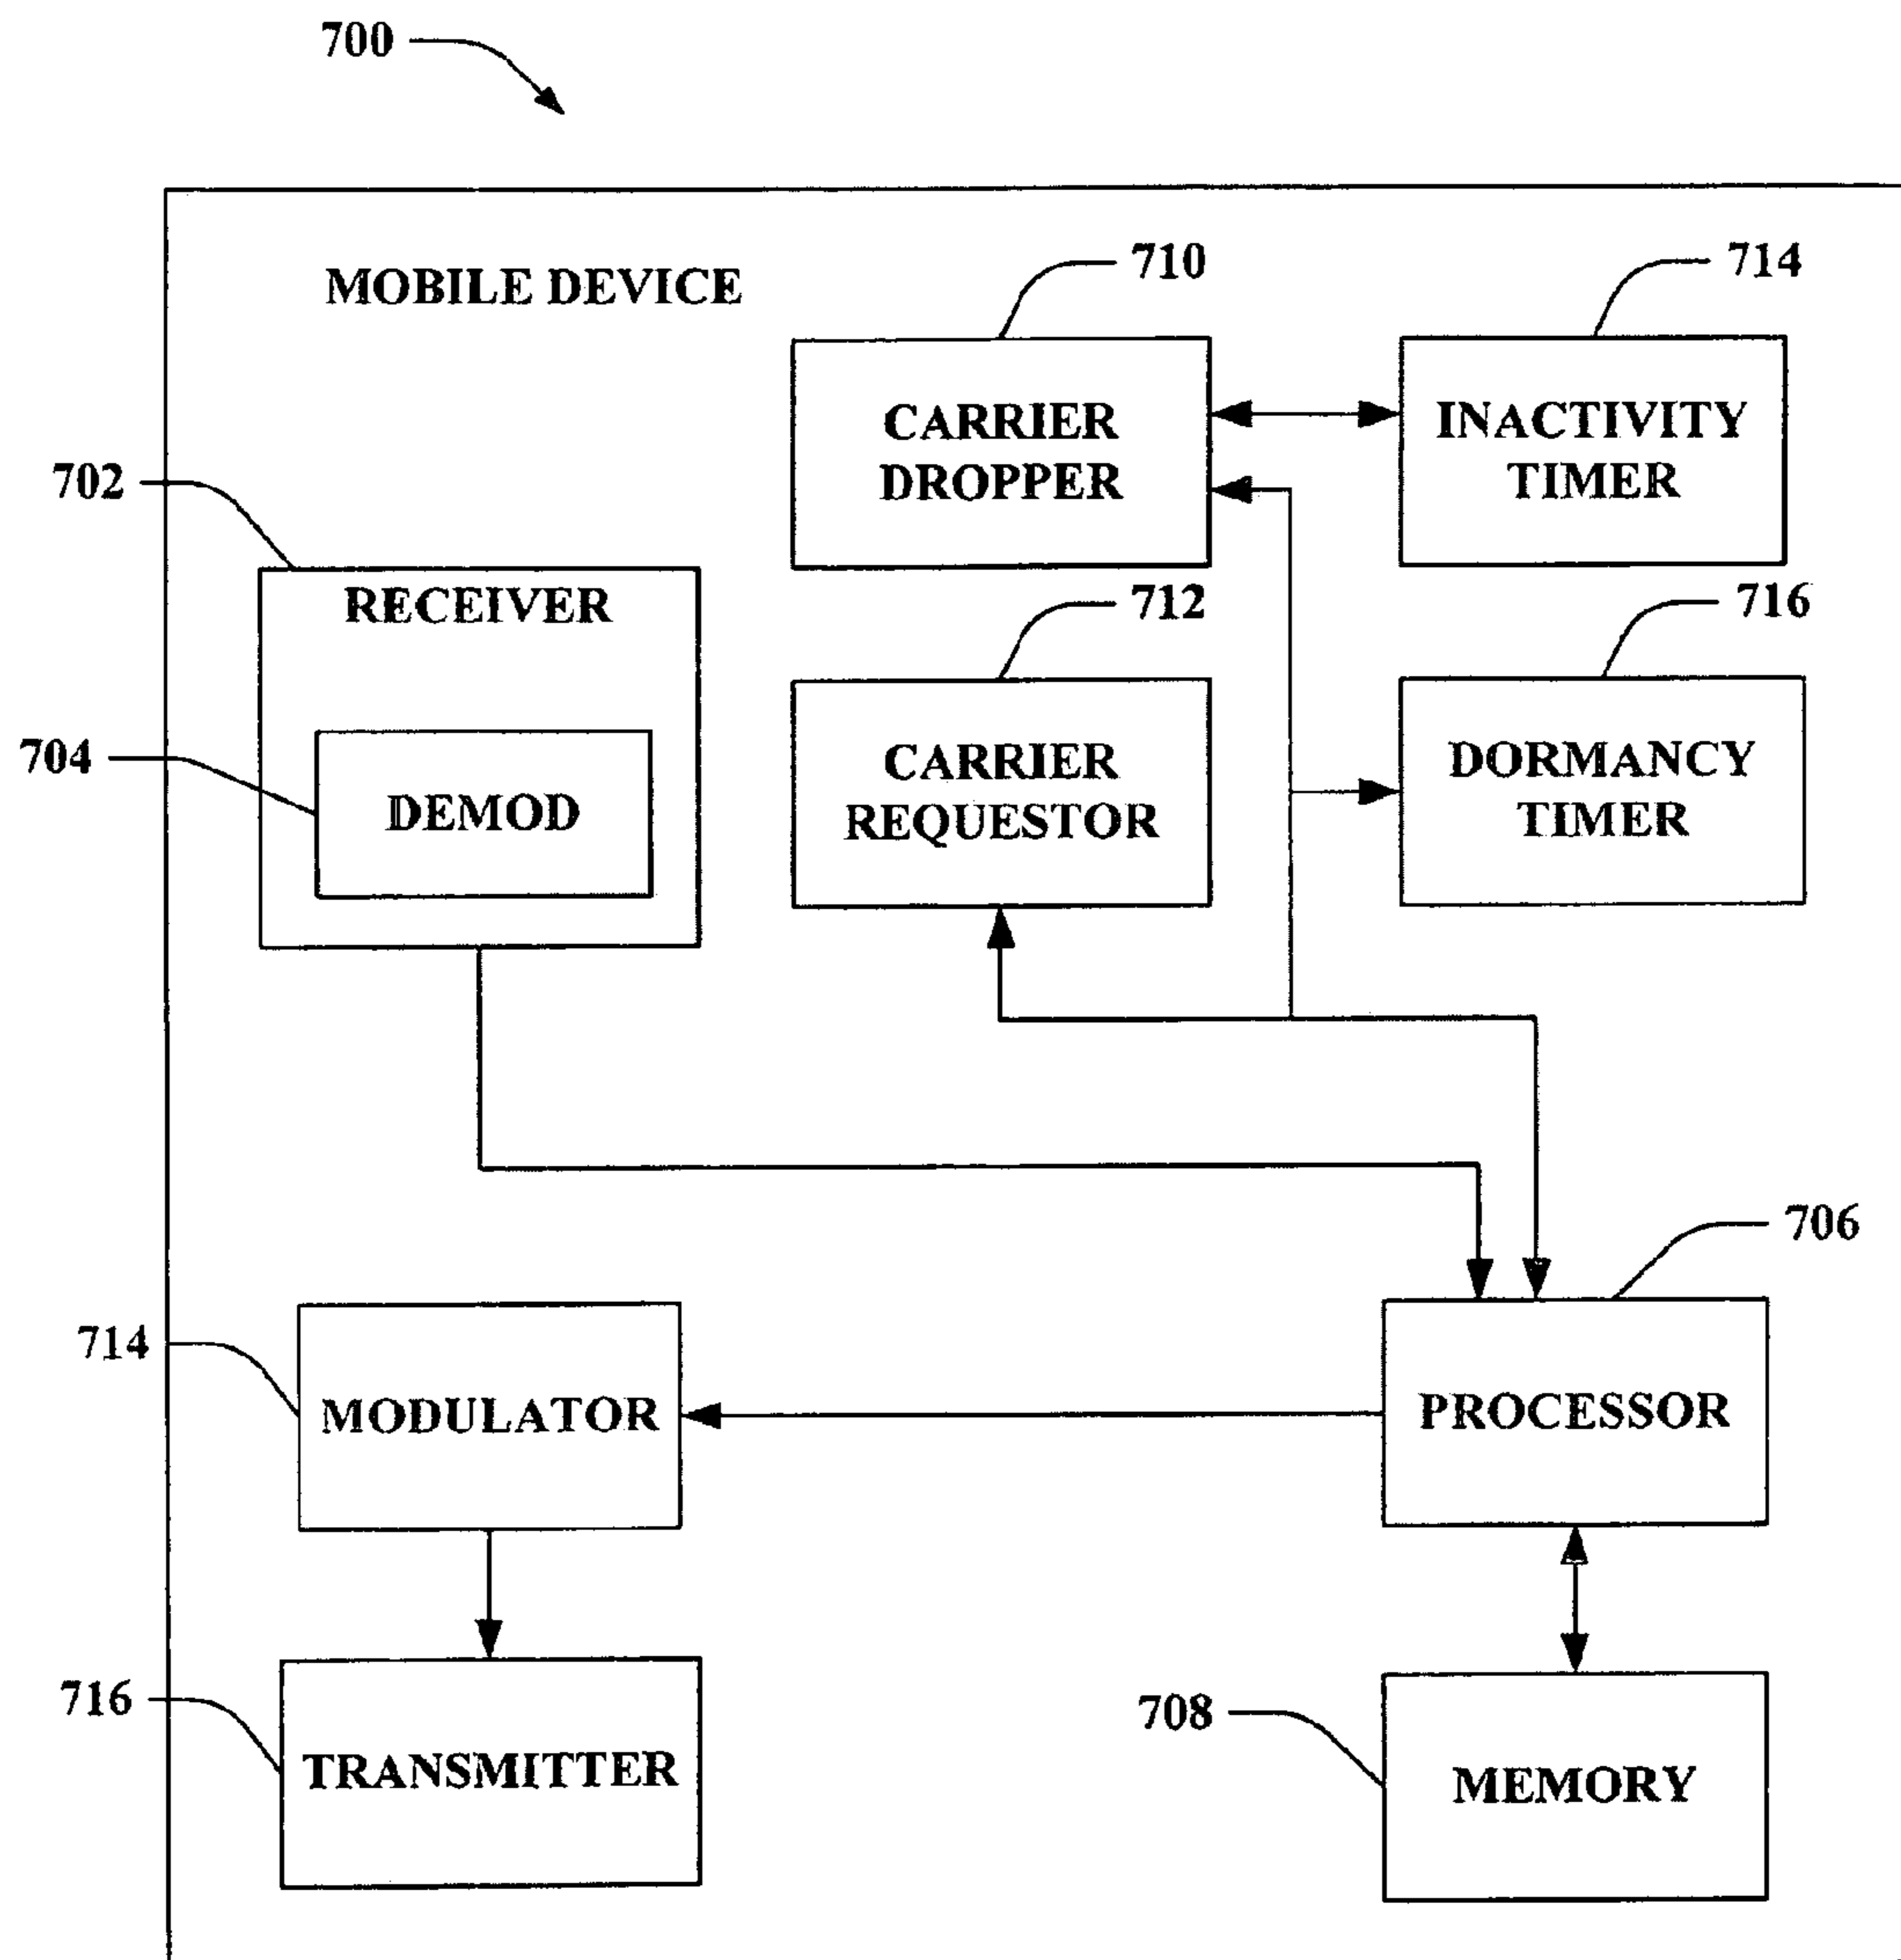 700
MOBILE DEVICE
710
714
CARRIER
DROPPER
INACTIVITY
TIMER
702
RECEIVER
712
716
704
DEMOD
CARRIER
REQUESTOR
DORMANCY
TIMER
706
714
MODULATOR
PROCESSOR
716
TRANSMITTER
708
MEMORY